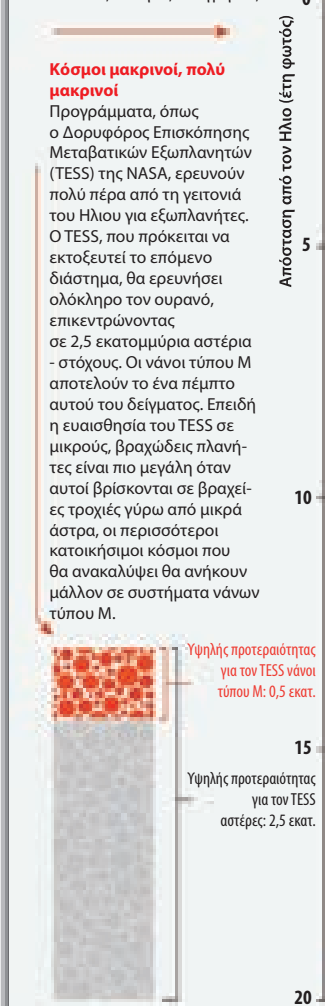 Κόσμοι μακρινοί, πολύ
μακρινοί
Προγράμματα, όπως
ο Δορυφόρος Επισκόπησης
Μεταβατικών Εξωπλανητών
(TESS) της NASA, ερευνούν
πολύ πέρα από τη γειτονιά
του Ηλιου για εξωπλανήτες.
Ο TESS, που πρόκειται να
εκτοξευτεί το επόμενο
διάστημα, θα ερευνήσει
ολόκληρο τον ουρανό,
επικεντρώνοντας
σε 2,5 εκατομμύρια αστέρια
- στόχους. Οι νάνοι τύπου Μ
αποτελούν το ένα πέμπτο
αυτού του δείγματος. Επειδή
η ευαισθησία του TESS σε
μικρούς, βραχώδεις πλανή-
τες είναι πιο μεγάλη όταν
αυτοί βρίσκονται σε βραχεί-
ες τροχιές γύρω από μικρά
άστρα, οι περισσότεροι
κατοικήσιμοι κόσμοι που
θα ανακαλύψει θα ανήκουν
μάλλον σε συστήματα νάνων
τύπου Μ.
Υψηλής προτεραιότητας
για τον TESS νάνοι
τύπου Μ: 0,5 εκατ.
Υψηλής προτεραιότητας
για τον TESS
αστέρες: 2,5 εκατ.
Απόσταση από τον Ηλιο (έτη φωτός)
5
10
15
20